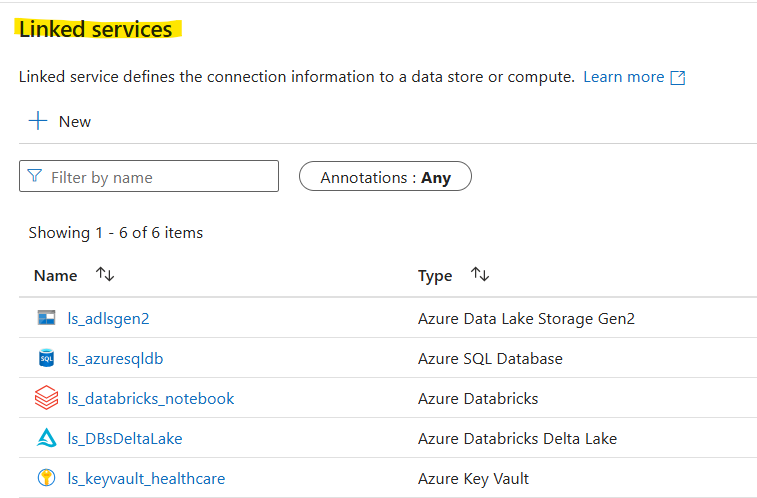 Linked services
Linked service defines the connection information to a data store or compute. Learn more
New
Filter by name Annotations : Any
Showing 1 - 6 of 6 items
Name Type
ls_adlsgen2 Azure Data Lake Storage Gen2
SQL ls_azuresqldb Azure SQL Database
ls_databricks_notebook Azure Databricks
ls_DBsDeltaLake Azure Databricks Delta Lake
ls_keyvault_healthcare Azure Key Vault